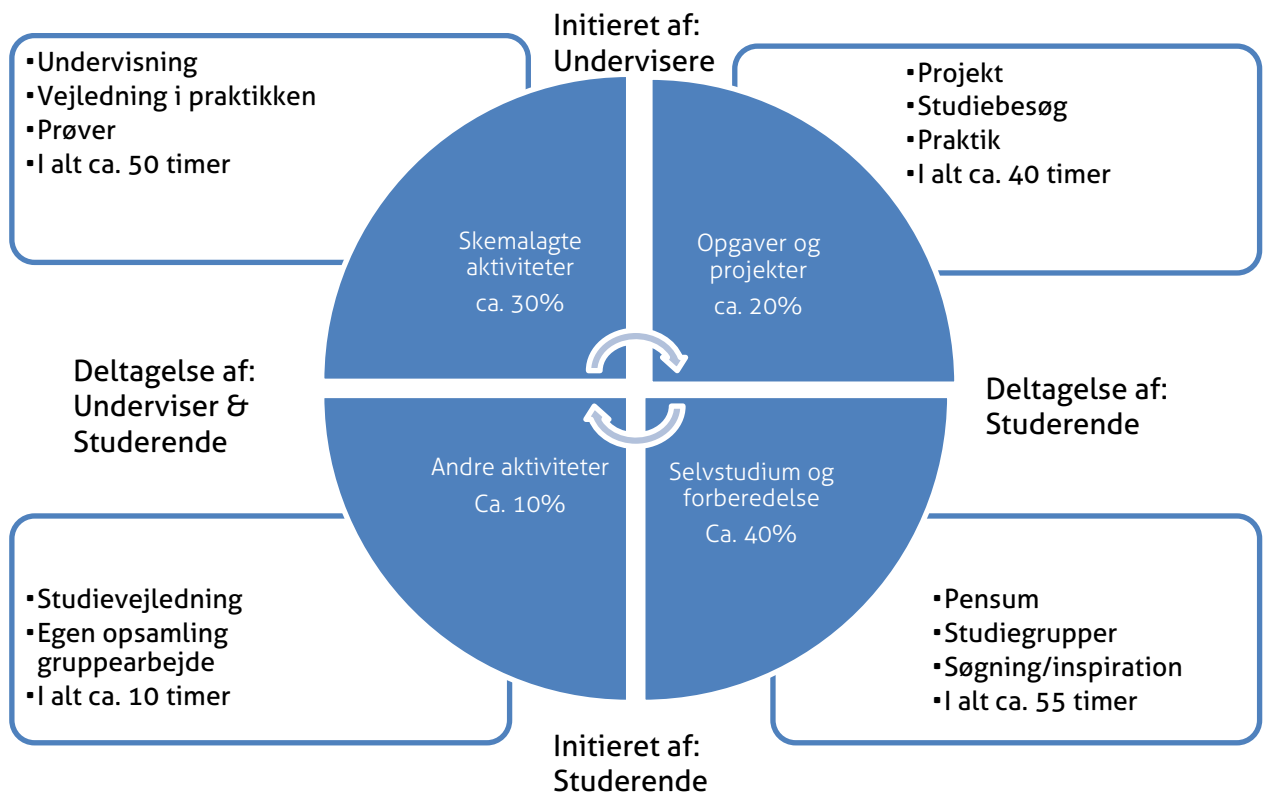 Initieret af:
Undervisere
▪Undervisning
▪Vejledning i praktikken
▪Prøver
▪I alt ca. 50 timer
▪Projekt
▪Studiebesøg
▪Praktik
▪I alt ca. 40 timer
Skemalagte
aktiviteter
ca. 30%
Opgaver og
projekter
ca. 20%
Deltagelse af:
Underviser &
Studerende
Deltagelse af:
Studerende
Andre aktiviteter
Ca. 10%
Selvstudium og
forberedelse
Ca. 40%
▪Studievejledning
▪Egen opsamling
gruppearbejde
▪I alt ca. 10 timer
▪Pensum
▪Studiegrupper
▪Søgning/inspiration
▪I alt ca. 55 timer
Initieret af:
Studerende